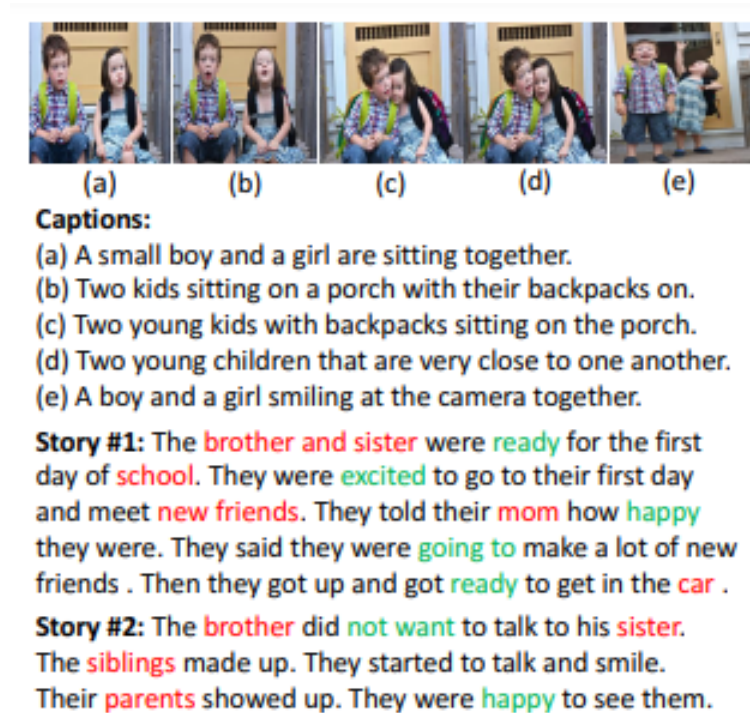 (a) (b) (c) (d) (e)
Captions:
(a) A small boy and a girl are sitting together.
(b) Two kids sitting on a porch with their backpacks on.
(c) Two young kids with backpacks sitting on the porch.
(d) Two young children that are very close to one another.
(e) A boy and a girl smiling at the camera together.
Story #1: The brother and sister were ready for the first
day of school. They were excited to go to their first day
and meet new friends. They told their mom how happy
they were. They said they were going to make a lot of new
friends . Then they got up and got ready to get in the car .
Story #2: The brother did not want to talk to his sister.
The siblings made up. They started to talk and smile.
Their parents showed up. They were happy to see them.